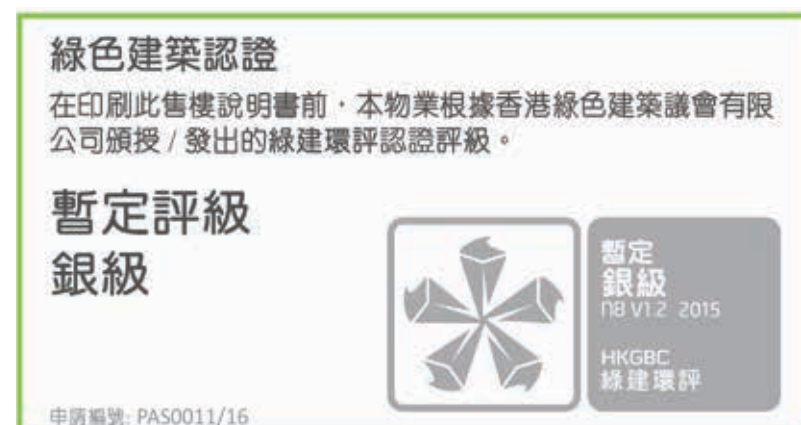 綠色建築認證
在印刷此售樓說明書前，本物業根據香港綠色建築議會有限
公司頒授 / 發出的綠建環評認證評級。
暫定評級
銀級
暫定
銀級
NB V1.2 2015
HKGBC
綠建環評
申請編號: PAS0011/16